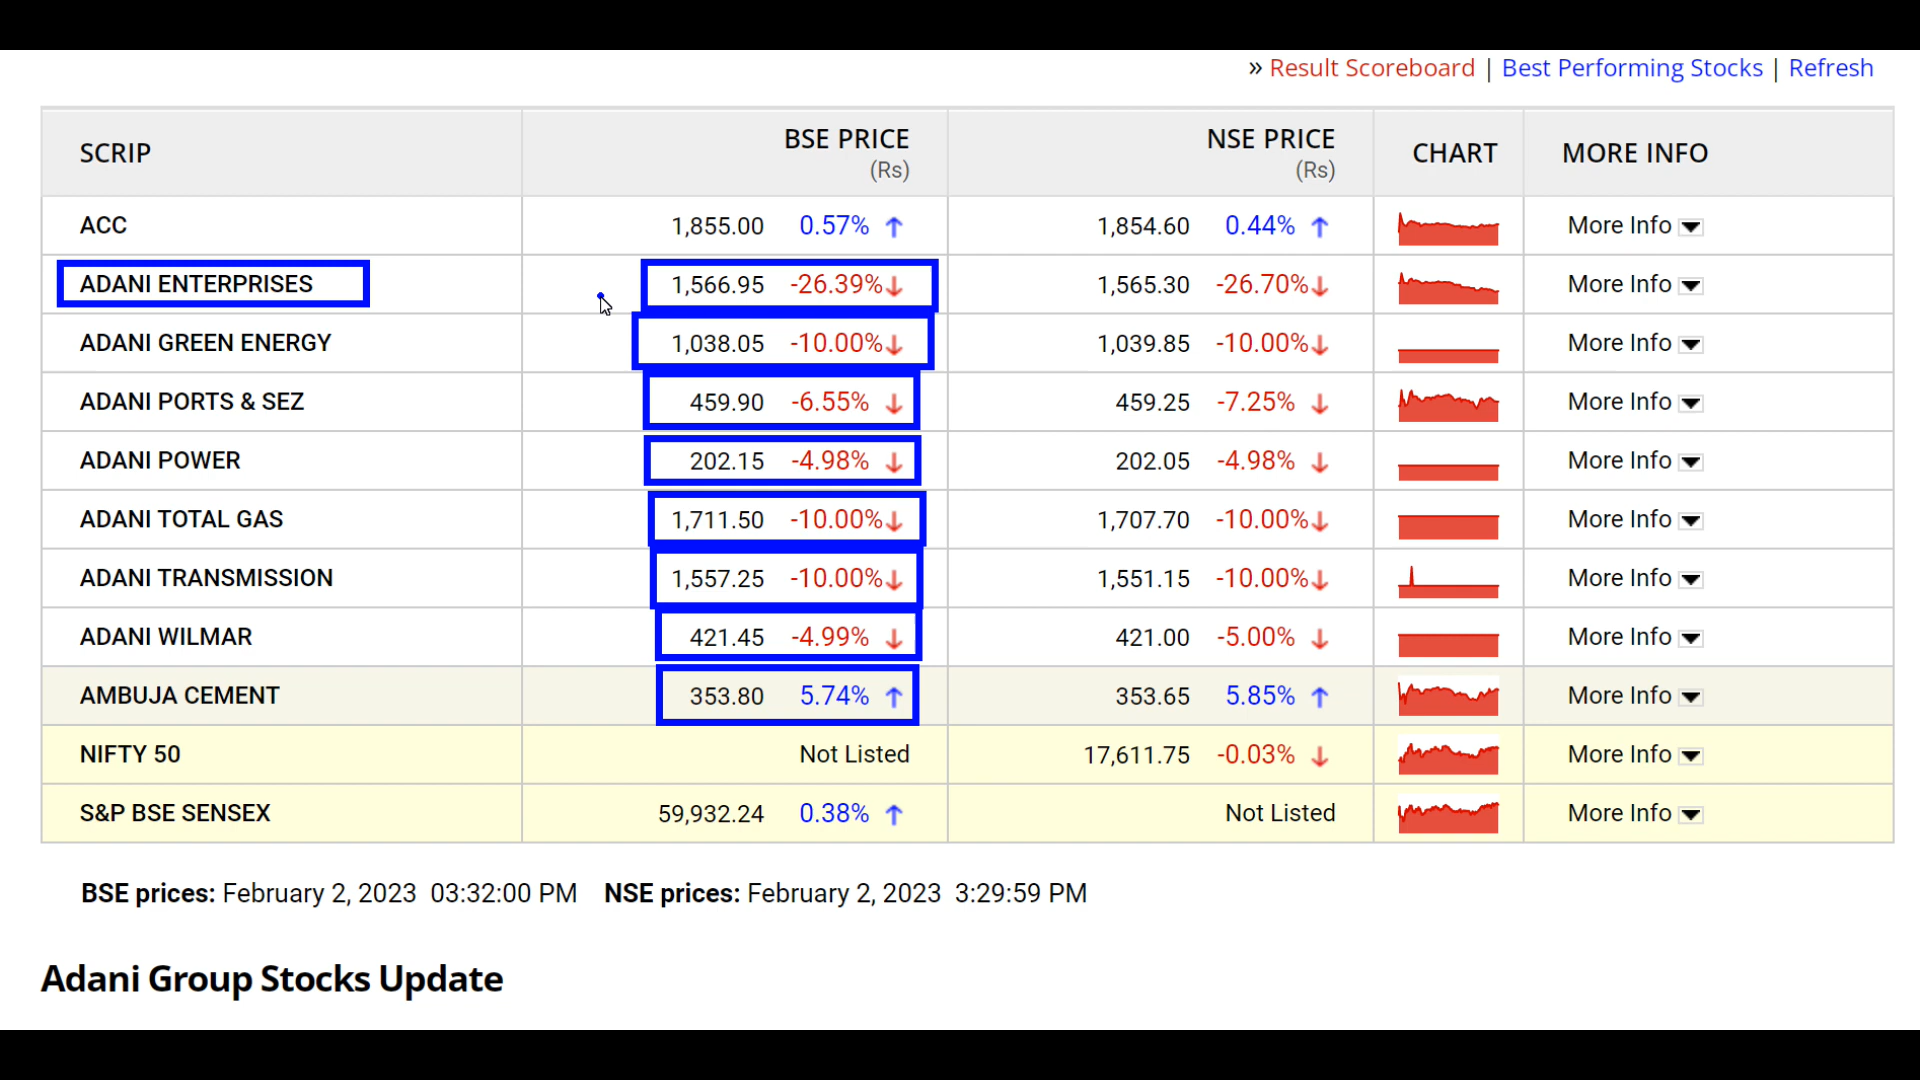 » Result Scoreboard | Best Performing Stocks | Refresh
SCRIP BSE PRICE (Rs) NSE PRICE (Rs) CHART MORE INFO
ACC 1,855.00 0.57% ↑ 1,854.60 0.44% ↑ More Info
ADANI ENTERPRISES 1,566.95 -26.39% ↓ 1,565.30 -26.70% ↓ More Info
ADANI GREEN ENERGY 1,038.05 -10.00% ↓ 1,039.85 -10.00% ↓ More Info
ADANI PORTS & SEZ 459.90 -6.55% ↓ 459.25 -7.25% ↓ More Info
ADANI POWER 202.15 -4.98% ↓ 202.05 -4.98% ↓ More Info
ADANI TOTAL GAS 1,711.50 -10.00% ↓ 1,707.70 -10.00% ↓ More Info
ADANI TRANSMISSION 1,557.25 -10.00% ↓ 1,551.15 -10.00% ↓ More Info
ADANI WILMAR 421.45 -4.99% ↓ 421.00 -5.00% ↓ More Info
AMBUJA CEMENT 353.80 5.74% ↑ 353.65 5.85% ↑ More Info
NIFTY 50 Not Listed 17,611.75 -0.03% ↓ More Info
S&P BSE SENSEX 59,932.24 0.38% ↑ Not Listed More Info
BSE prices: February 2, 2023 03:32:00 PM NSE prices: February 2, 2023 3:29:59 PM
Adani Group Stocks Update